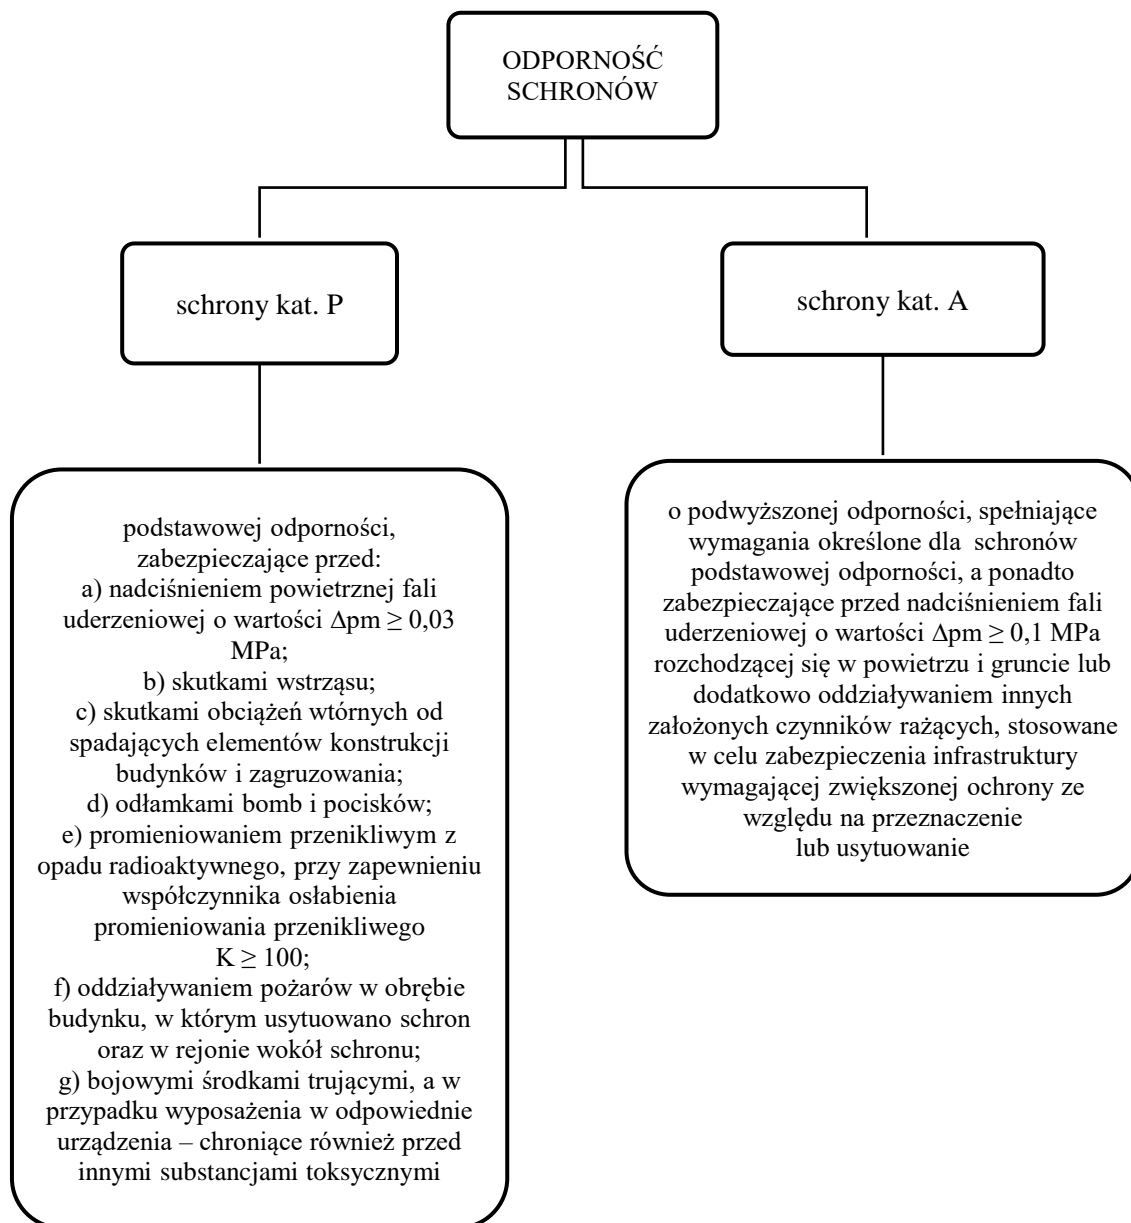 ODPORNOŚĆ
SCHRONÓW
schrony kat. P
schrony kat. A
podstawowej odporności,
zabezpieczające przed:
a) nadciśnieniem powietrznej fali
uderzeniowej o wartości Δpm ≥ 0,03
MPa;
b) skutkami wstrząsu;
c) skutkami obciążeń wtórnych od
spadających elementów konstrukcji
budynków i zagruzowania;
d) odłamkami bomb i pocisków;
e) promieniowaniem przenikliwym z
opadu radioaktywnego, przy zapewnieniu
współczynnika osłabienia
promieniowania przenikliwego
K ≥ 100;
f) oddziaływaniem pożarów w obrębie
budynku, w którym usytuowano schron
oraz w rejonie wokół schronu;
g) bojowymi środkami trującymi, a w
przypadku wyposażenia w odpowiednie
urządzenia – chroniące również przed
innymi substancjami toksycznymi
o podwyższonej odporności, spełniające
wymagania określone dla schronów
podstawowej odporności, a ponadto
zabezpieczające przed nadciśnieniem fali
uderzeniowej o wartości Δpm ≥ 0,1 MPa
rozchodzącej się w powietrzu i gruncie lub
dodatkowo oddziaływaniem innych
założonych czynników rażących, stosowane
w celu zabezpieczenia infrastruktury
wymagającej zwiększonej ochrony ze
względu na przeznaczenie
lub usytuowanie